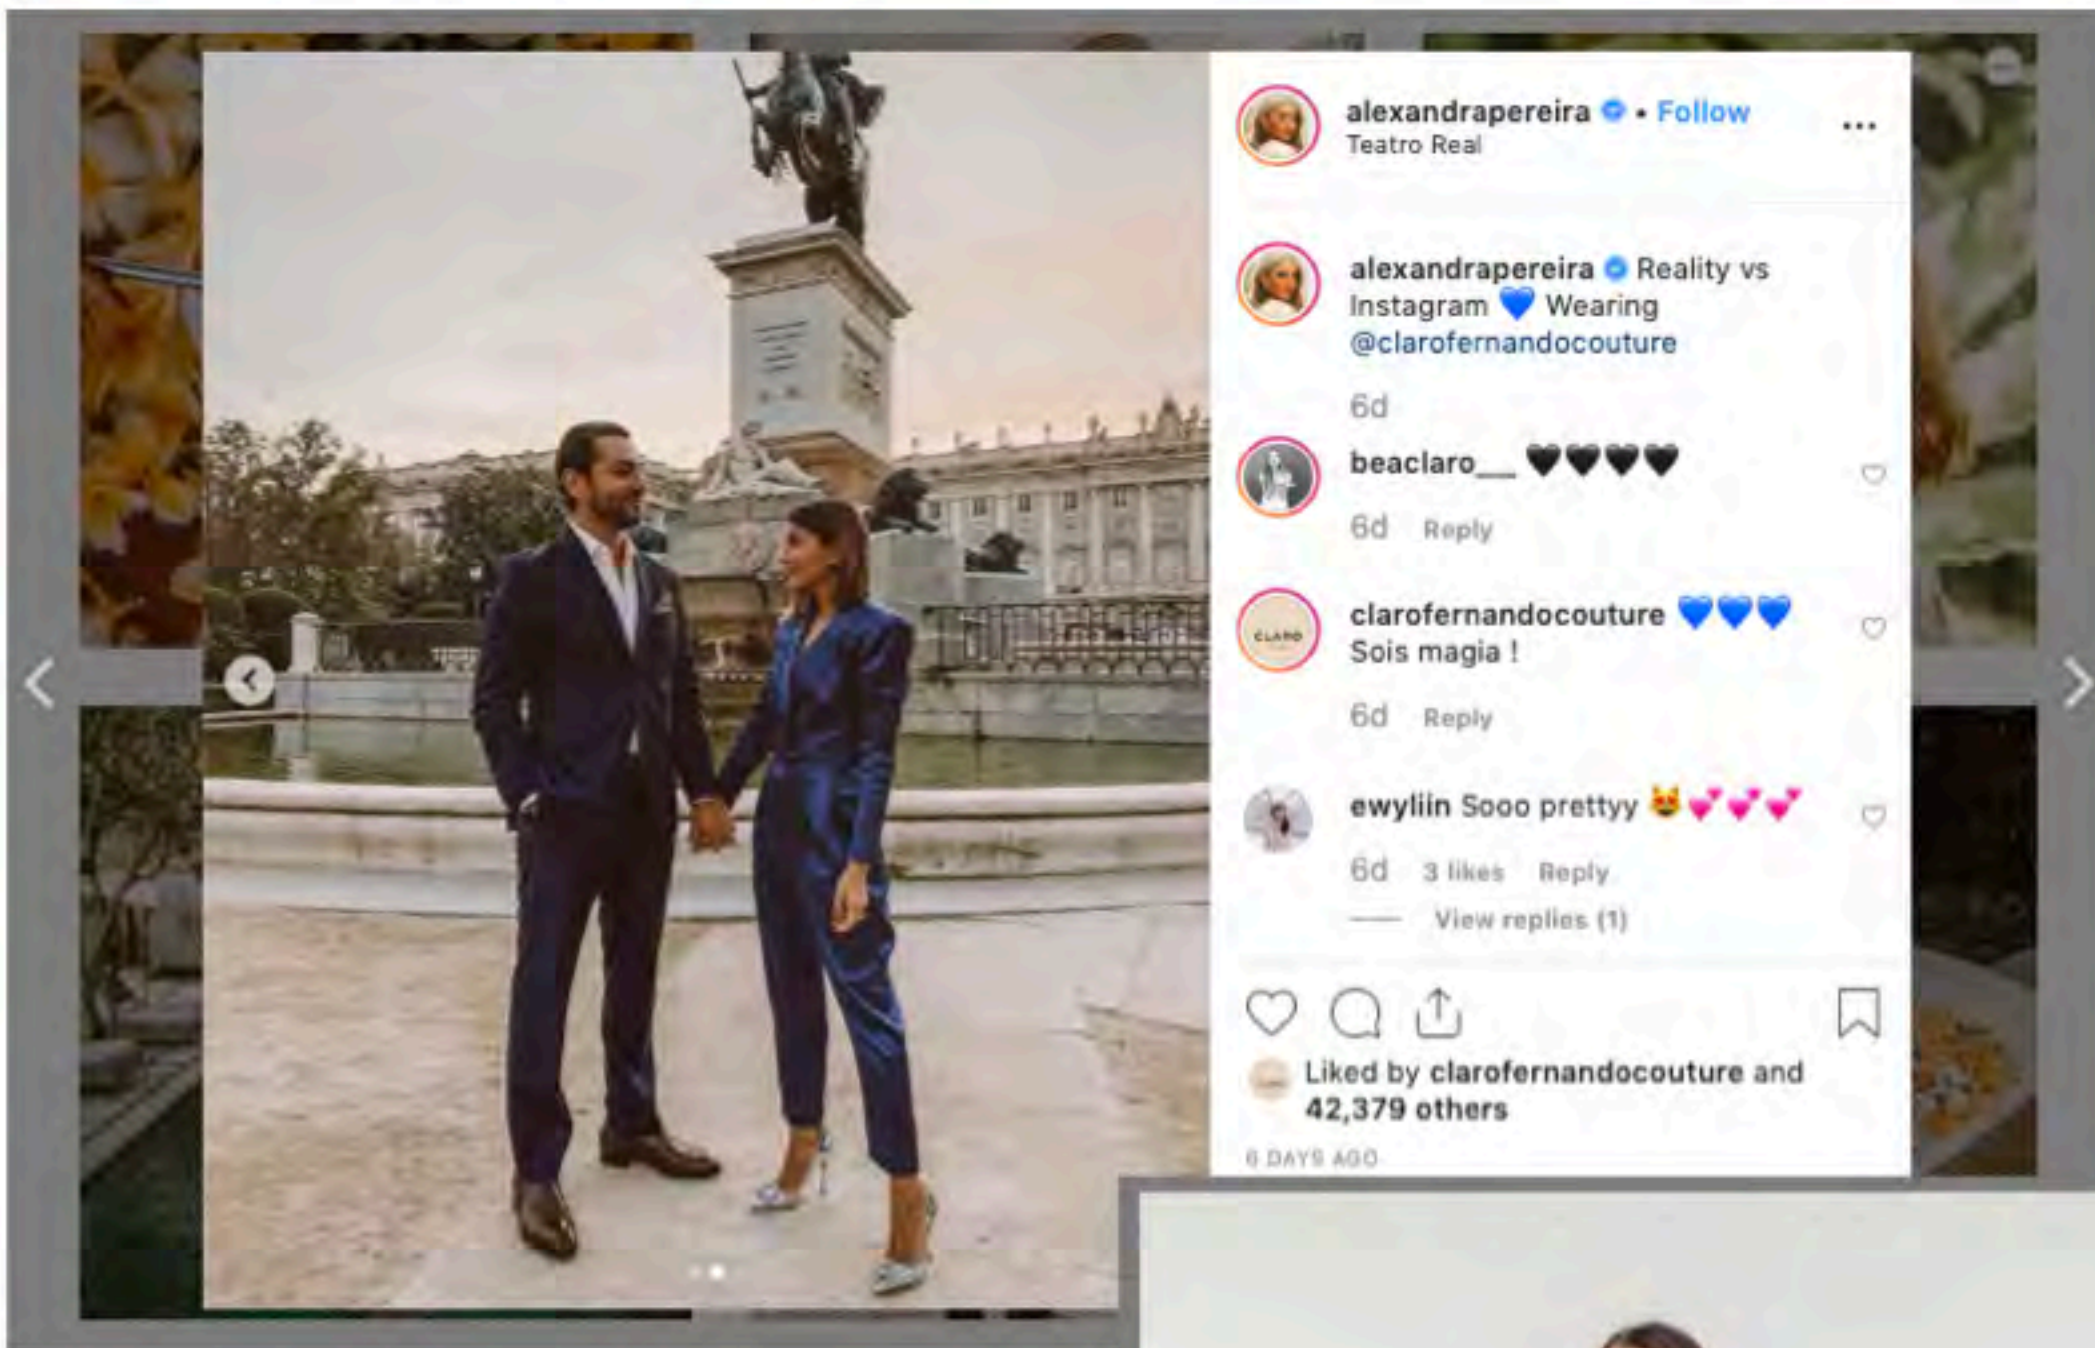 alexandrapereira • Follow
Teatro Real
alexandrapereira Reality vs
Instagram 💙 Wearing
@clarofernandocouture
6d
beaclaro__ 🖤🖤🖤🖤
6d Reply
CLARO
clarofernandocouture 💙💙💙
Sois magia !
6d Reply
ewyliin Sooo prettyy 😻💕💕💕
6d 3 likes Reply
View replies (1)
Liked by clarofernandocouture and
42,379 others
6 DAYS AGO